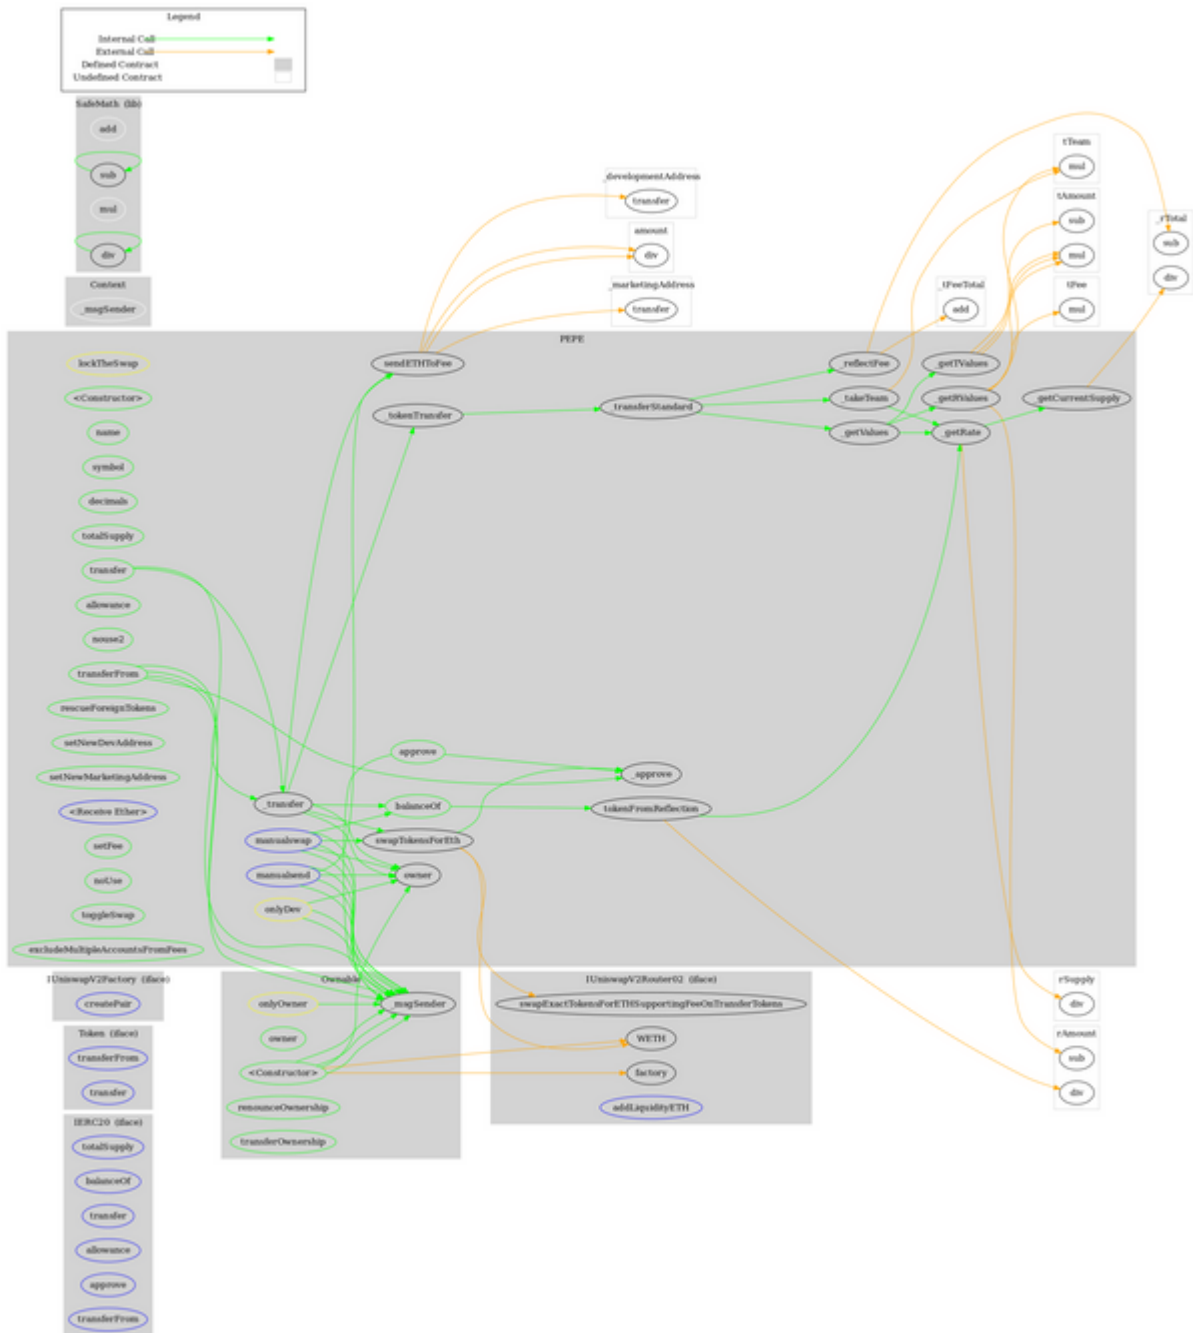 Legend
Internal Call
External Call
Defined Contract
Undefined Contract
SafeMath (lib)
add
sub
mul
div
Context
_msgSender
_developmentAddress
transfer
amount
div
_marketingAddress
transfer
tTeam
mul
tAmount
sub
mul
_tFeeTotal
add
tFee
mul
_rTotal
sub
div
PEPE
lockTheSwap
<Constructor>
name
symbol
decimals
totalSupply
transfer
allowance
nouse2
transferFrom
rescueForeignTokens
setNewDevAddress
setNewMarketingAddress
<Receive Ether>
setFee
noUse
toggleSwap
excludeMultipleAccountsFromFees
_transfer
manualswap
manualsend
onlyDev
sendETHToFee
_tokenTransfer
approve
balanceOf
swapTokensForEth
owner
_transferStandard
_approve
tokenFromReflection
_reflectFee
_takeTeam
_getValues
_getTValues
_getRValues
_getRate
_getCurrentSupply
IUniswapV2Factory (iface)
createPair
Token (iface)
transferFrom
transfer
IERC20 (iface)
totalSupply
balanceOf
transfer
allowance
approve
transferFrom
Ownable
onlyOwner
owner
<Constructor>
renounceOwnership
transferOwnership
_msgSender
IUniswapV2Router02 (iface)
swapExactTokensForETHSupportingFeeOnTransferTokens
WETH
factory
addLiquidityETH
rSupply
div
rAmount
sub
div